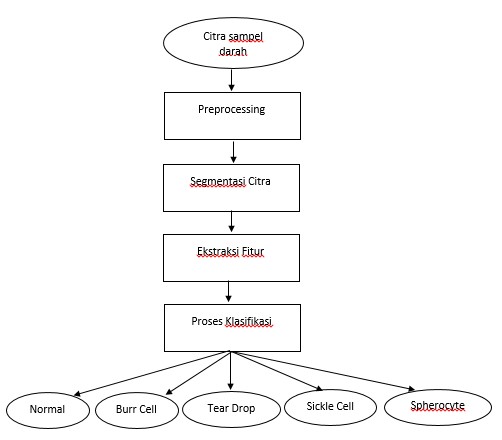 Citra sampel
darah
Preprocessing
Segmentasi Citra
Ekstraksi Fitur
Proses Klasifikasi
Normal
Burr Cell
Tear Drop
Sickle Cell
Spherocyte